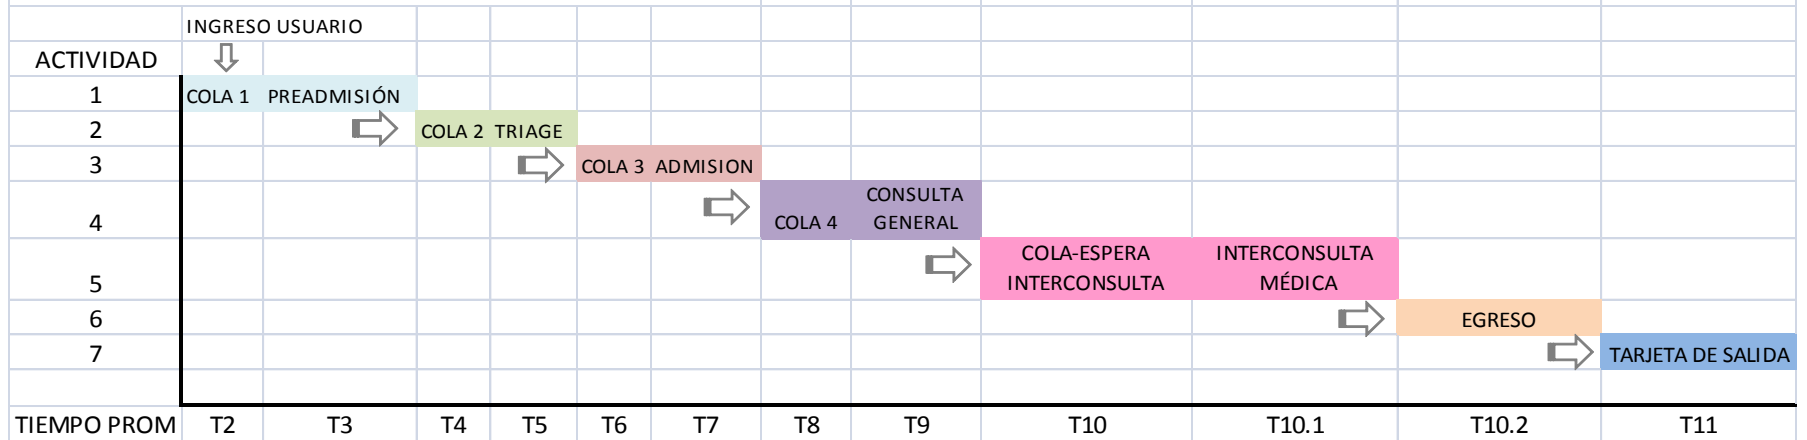 INGRESO USUARIO
ACTIVIDAD
1 COLA 1 PREADMISIÓN
2 COLA 2 TRIAGE
3 COLA 3 ADMISION
4 COLA 4 CONSULTA
GENERAL
5 COLA-ESPERA
INTERCONSULTA
INTERCONSULTA
MÉDICA
6 EGRESO
7 TARJETA DE SALIDA
TIEMPO PROM T2 T3 T4 T5 T6 T7 T8 T9 T10 T10.1 T10.2 T11